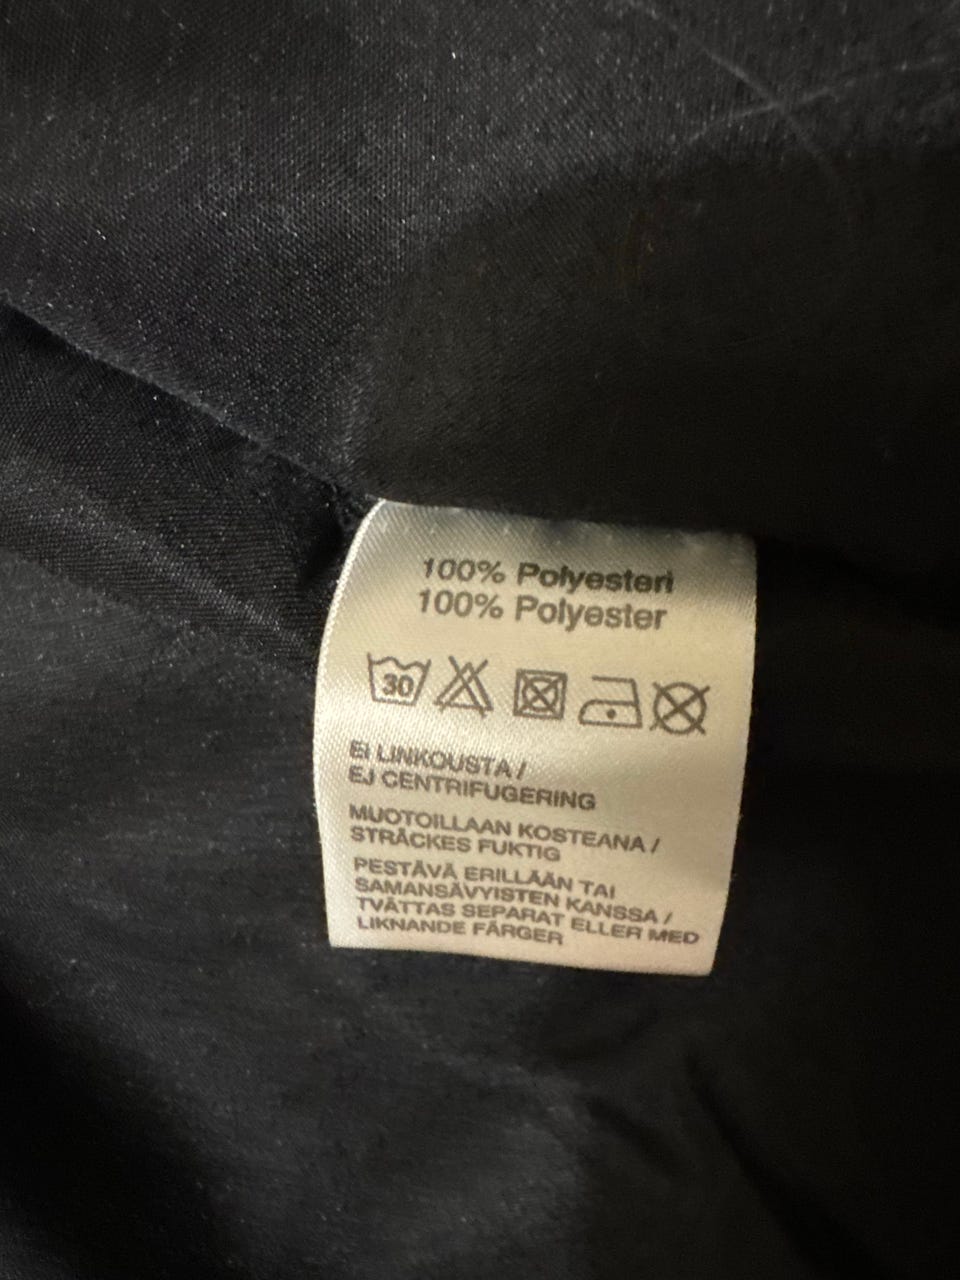 100% Polyesteri
100% Polyester
30
EI LINKOUSTA /
EJ CENTRIFUGERING
MUOTOILLAAN KOSTEANA /
STRÄCKES FUKTIG
PESTÄVÄ ERILLÄÄN TAI
SAMANSÄVYISTEN KANSSA /
TVÄTTAS SEPARAT ELLER MED
LIKNANDE FÄRGER